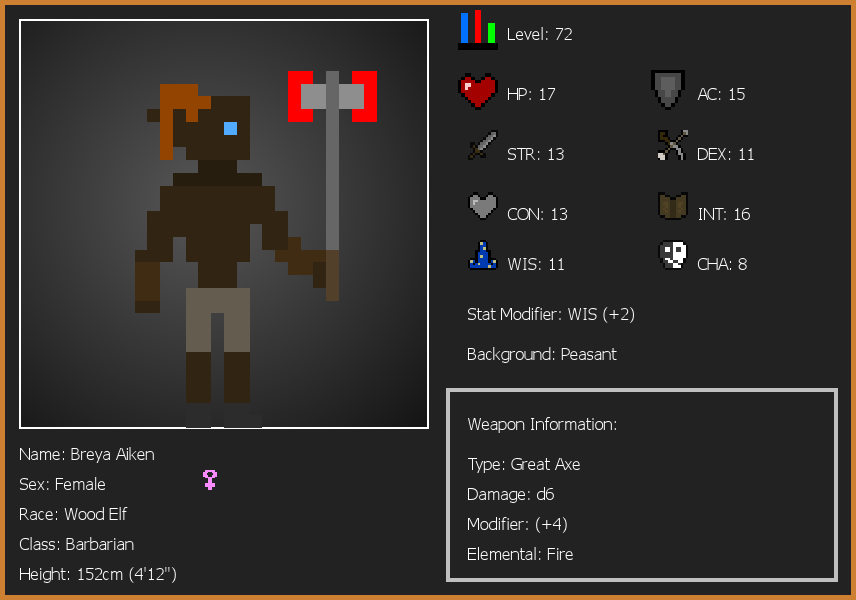 Level: 72
HP: 17
AC: 15
STR: 13
DEX: 11
CON: 13
INT: 16
WIS: 11
CHA: 8
Stat Modifier: WIS (+2)
Background: Peasant
Weapon Information:
Type: Great Axe
Damage: d6
Modifier: (+4)
Elemental: Fire
Name: Breya Aiken
Sex: Female
Race: Wood Elf
Class: Barbarian
Height: 152cm (4'12")